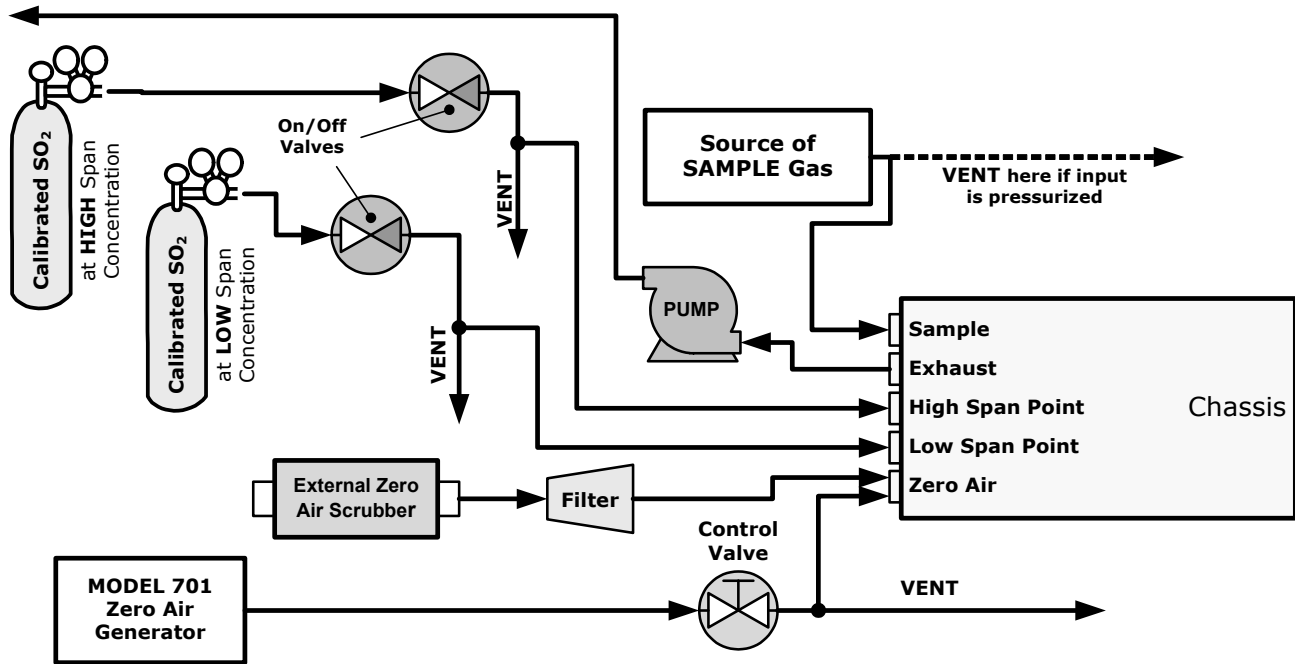 Calibrated SO₂
at HIGH Span
Concentration
Calibrated SO₂
at LOW Span
Concentration
On/Off
Valves
VENT
VENT
Source of
SAMPLE Gas
VENT here if input
is pressurized
PUMP
Sample
Exhaust
High Span Point
Low Span Point
Zero Air
Chassis
External Zero
Air Scrubber
Filter
Control
Valve
MODEL 701
Zero Air
Generator
VENT